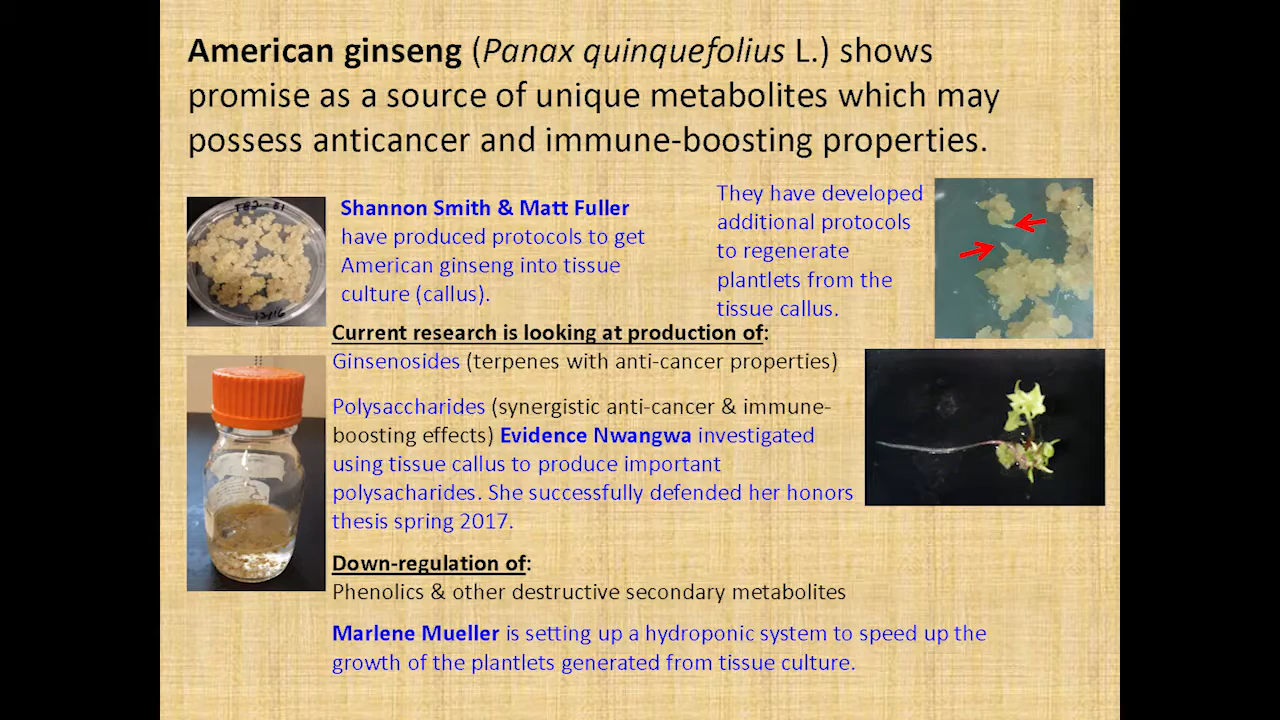 American ginseng (Panax quinquefolius L.) shows
promise as a source of unique metabolites which may
possess anticancer and immune-boosting properties.
Shannon Smith & Matt Fuller
have produced protocols to get
American ginseng into tissue
culture (callus).
They have developed
additional protocols
to regenerate
plantlets from the
tissue callus.
Current research is looking at production of:
Ginsenosides (terpenes with anti-cancer properties)
Polysaccharides (synergistic anti-cancer & immune-
boosting effects) Evidence Nwangwa investigated
using tissue callus to produce important
polysacharides. She successfully defended her honors
thesis spring 2017.
Down-regulation of:
Phenolics & other destructive secondary metabolites
Marlene Mueller is setting up a hydroponic system to speed up the
growth of the plantlets generated from tissue culture.